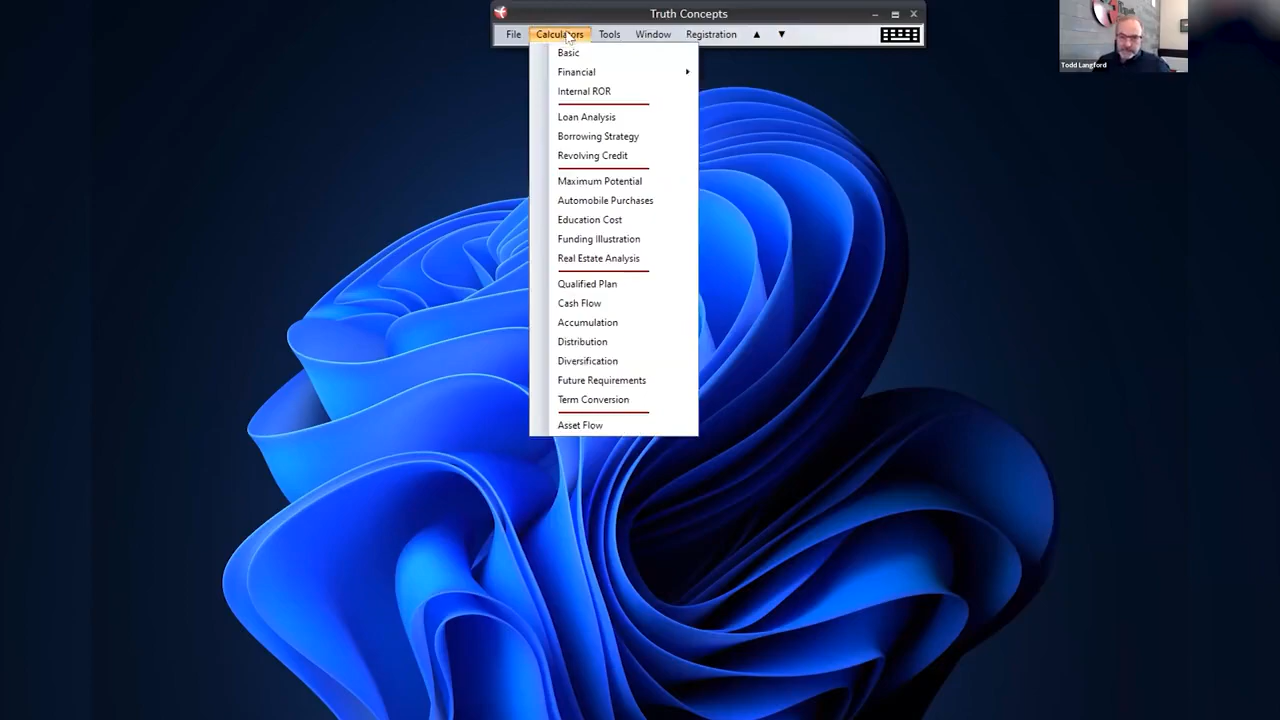 Truth Concepts
File Calculators Tools Window Registration
Basic
Financial
Internal ROR
Loan Analysis
Borrowing Strategy
Revolving Credit
Maximum Potential
Automobile Purchases
Education Cost
Funding Illustration
Real Estate Analysis
Qualified Plan
Cash Flow
Accumulation
Distribution
Diversification
Future Requirements
Term Conversion
Asset Flow
Todd Langford